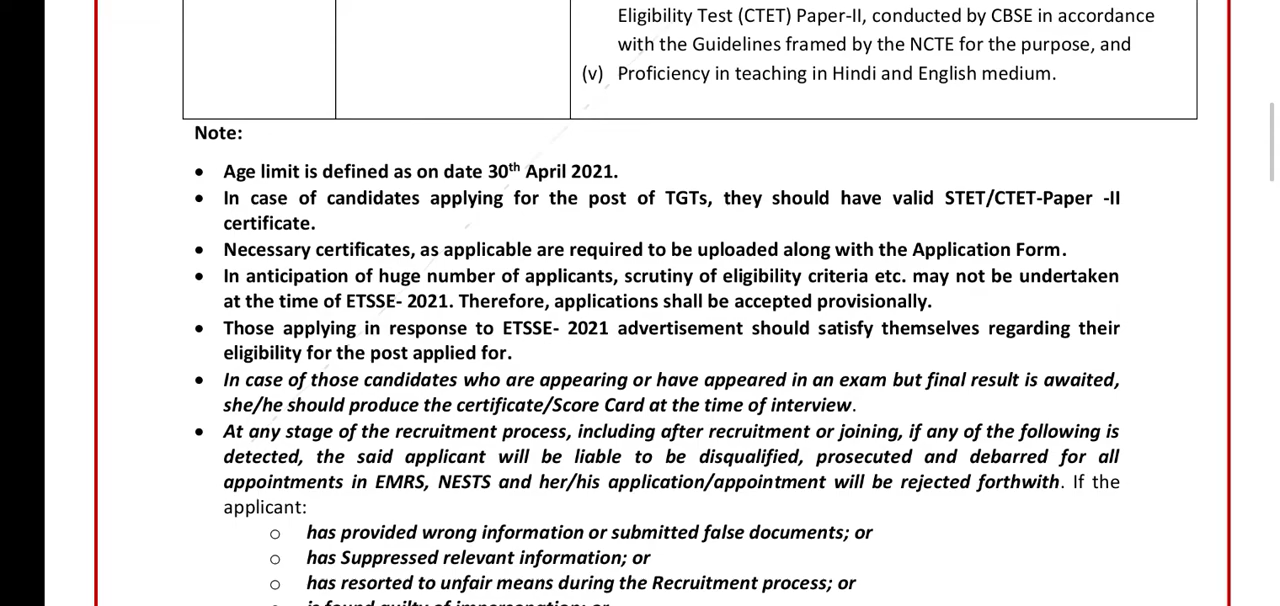 Eligibility Test (CTET) Paper-II, conducted by CBSE in accordance
with the Guidelines framed by the NCTE for the purpose, and
(v) Proficiency in teaching in Hindi and English medium.
Note:
• Age limit is defined as on date 30th April 2021.
• In case of candidates applying for the post of TGTs, they should have valid STET/CTET-Paper -II
certificate.
• Necessary certificates, as applicable are required to be uploaded along with the Application Form.
• In anticipation of huge number of applicants, scrutiny of eligibility criteria etc. may not be undertaken
at the time of ETSSE- 2021. Therefore, applications shall be accepted provisionally.
• Those applying in response to ETSSE- 2021 advertisement should satisfy themselves regarding their
eligibility for the post applied for.
• In case of those candidates who are appearing or have appeared in an exam but final result is awaited,
she/he should produce the certificate/Score Card at the time of interview.
• At any stage of the recruitment process, including after recruitment or joining, if any of the following is
detected, the said applicant will be liable to be disqualified, prosecuted and debarred for all
appointments in EMRS, NESTS and her/his application/appointment will be rejected forthwith. If the
applicant:
o has provided wrong information or submitted false documents; or
o has Suppressed relevant information; or
o has resorted to unfair means during the Recruitment process; or
is found guilty of impersonation; or